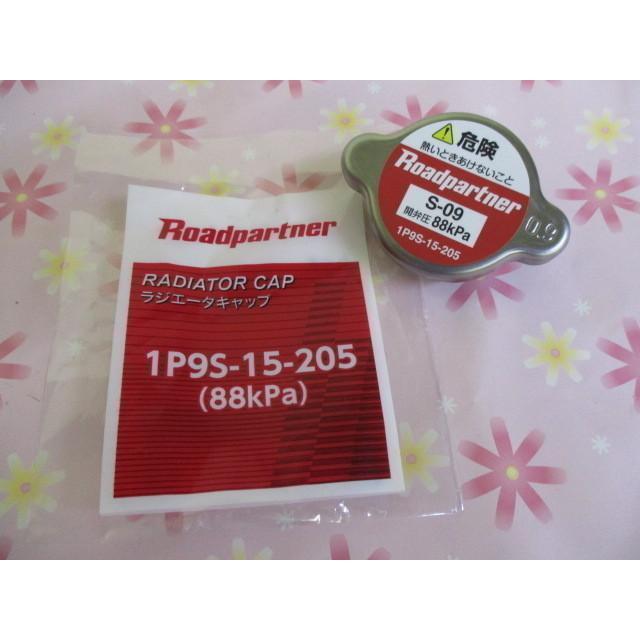 Roadpartner
RADIATOR CAP
ラジエータキャップ
1P9S-15-205
(88kPa)
危険
熱いときあけないこと
Roadpartner
S-09
開弁圧 88kPa
1P9S-15-205
0.9